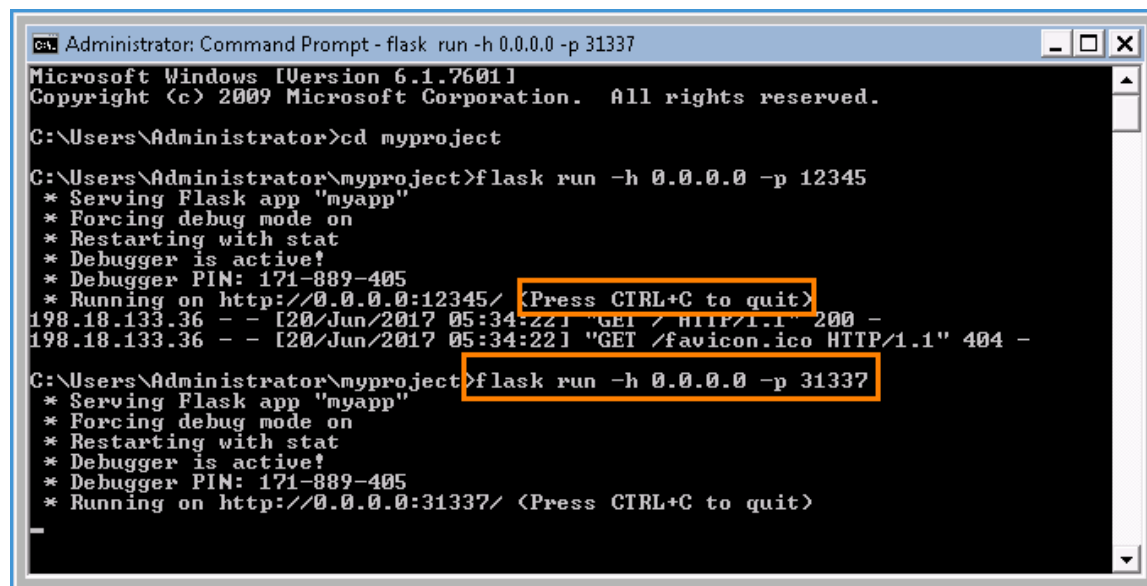 Administrator: Command Prompt - flask  run -h 0.0.0.0 -p 31337
Microsoft Windows [Version 6.1.7601]
Copyright (c) 2009 Microsoft Corporation.  All rights reserved.
C:\Users\Administrator>cd myproject
C:\Users\Administrator\myproject>flask run -h 0.0.0.0 -p 12345
 * Serving Flask app "myapp"
 * Forcing debug mode on
 * Restarting with stat
 * Debugger is active!
 * Debugger PIN: 171-889-405
 * Running on http://0.0.0.0:12345/ (Press CTRL+C to quit)
198.18.133.36 - - [20/Jun/2017 05:34:22] "GET / HTTP/1.1" 200 -
198.18.133.36 - - [20/Jun/2017 05:34:22] "GET /favicon.ico HTTP/1.1" 404 -
C:\Users\Administrator\myproject>flask run -h 0.0.0.0 -p 31337
 * Serving Flask app "myapp"
 * Forcing debug mode on
 * Restarting with stat
 * Debugger is active!
 * Debugger PIN: 171-889-405
 * Running on http://0.0.0.0:31337/ (Press CTRL+C to quit)